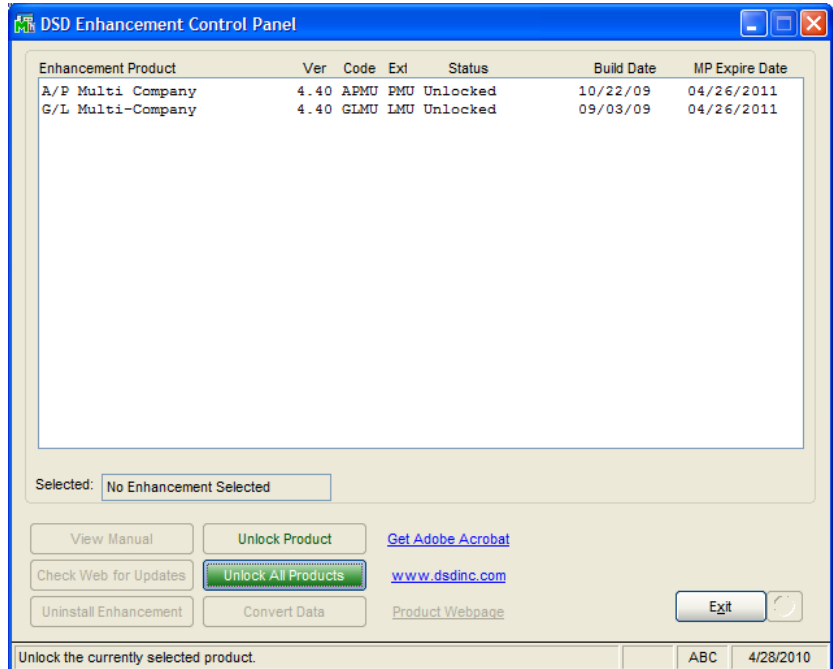 DSD Enhancement Control Panel
Enhancement Product Ver Code Ext Status Build Date MP Expire Date
A/P Multi Company 4.40 APMU PMU Unlocked 10/22/09 04/26/2011
G/L Multi-Company 4.40 GLMU LMU Unlocked 09/03/09 04/26/2011
Selected: No Enhancement Selected
View Manual Unlock Product Get Adobe Acrobat
Check Web for Updates Unlock All Products www.dsdinc.com
Uninstall Enhancement Convert Data Product Webpage Exit
Unlock the currently selected product. ABC 4/28/2010